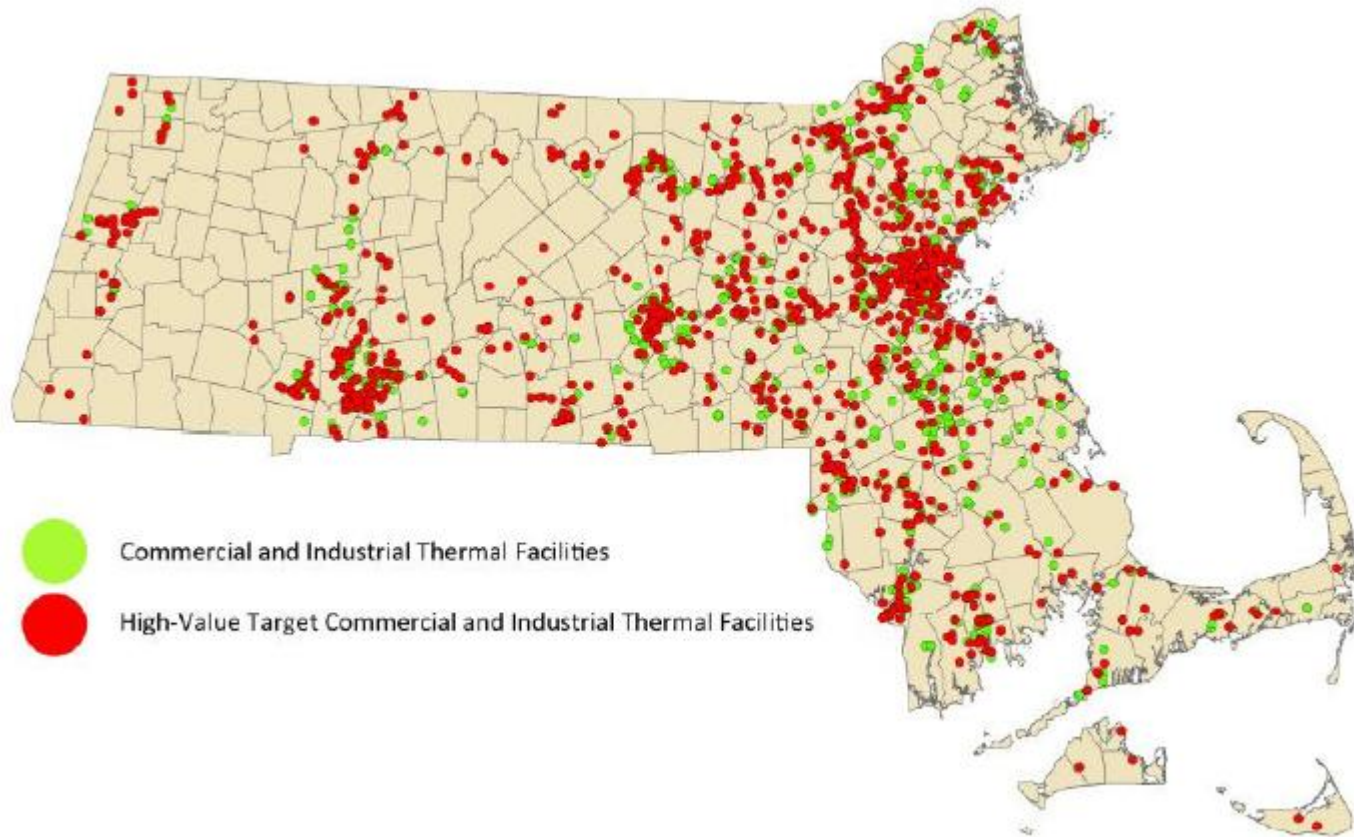 Commercial and Industrial Thermal Facilities
High-Value Target Commercial and Industrial Thermal Facilities